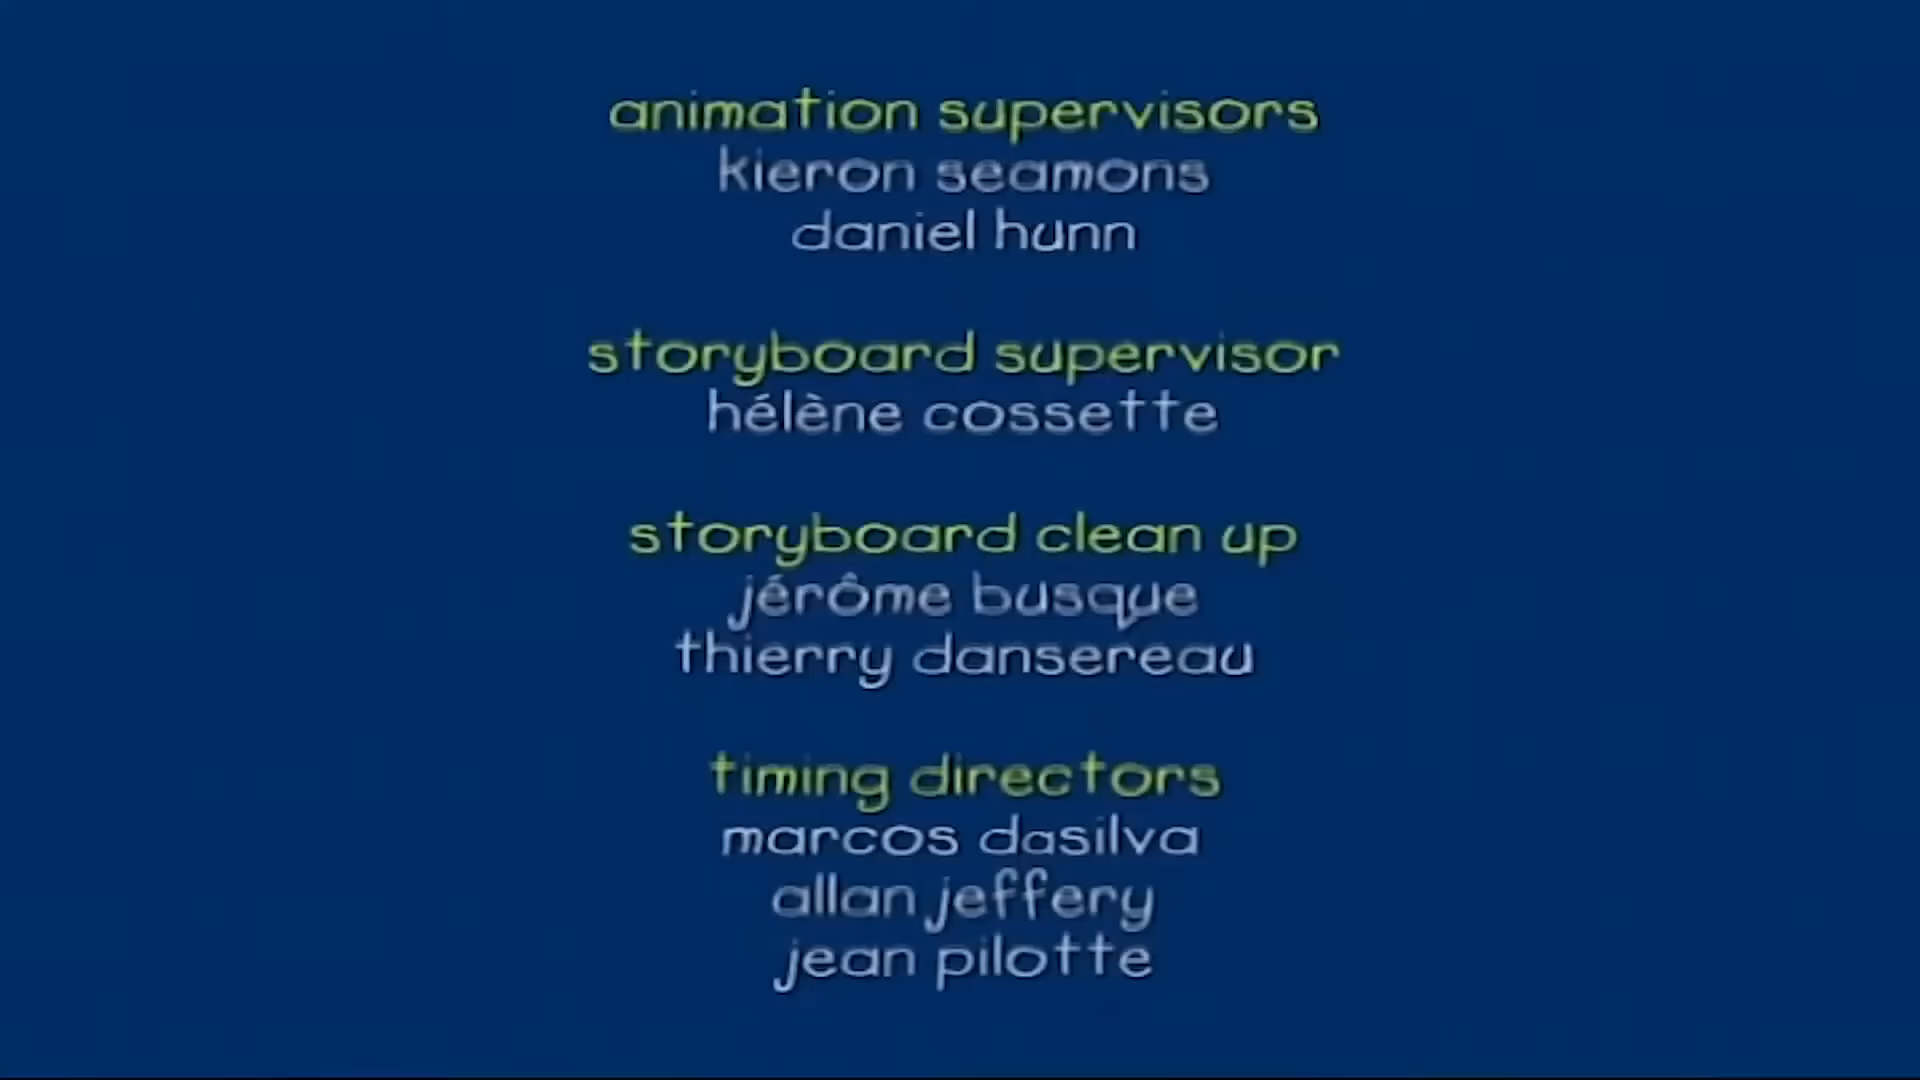 animation supervisors
kieron seamons
daniel hunn
storyboard supervisor
hélène cossette
storyboard clean up
jérôme busque
thierry dansereau
timing directors
marcos dasilva
allan jeffery
jean pilotte